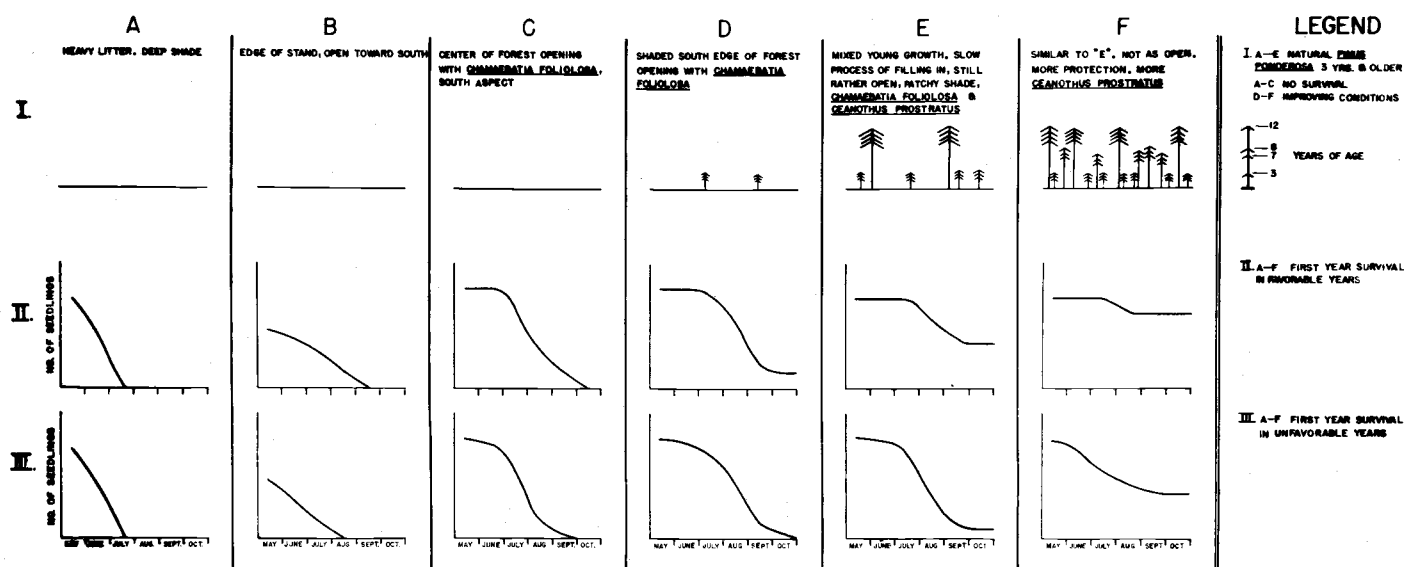 A
HEAVY LITTER. DEEP SHADE
B
EDGE OF STAND, OPEN TOWARD SOUTH
C
CENTER OF FOREST OPENING
WITH CHAMAEBATIA FOLIOLOSA,
SOUTH ASPECT
D
SHADED SOUTH EDGE OF FOREST
OPENING WITH CHAMAEBATIA
FOLIOLOSA
E
MIXED YOUNG GROWTH, SLOW
PROCESS OF FILLING IN, STILL
RATHER OPEN, PATCHY SHADE,
CHAMAEBATIA FOLIOLOSA &
CEANOTHUS PROSTRATUS
F
SIMILAR TO "E". NOT AS OPEN.
MORE PROTECTION. MORE
CEANOTHUS PROSTRATUS
LEGEND
I. A-E NATURAL PINUS
PONDEROSA 3 YRS. & OLDER
A-C NO SURVIVAL
D-F IMPROVING CONDITIONS
12
8
7
3
YEARS OF AGE
I.
II.
NO. OF SEEDLINGS
II. A-F FIRST YEAR SURVIVAL
IN FAVORABLE YEARS
III.
NO. OF SEEDLINGS
MAY JUNE JULY AUG. SEPT. OCT.
MAY JUNE JULY AUG SEPT. OCT.
MAY JUNE JULY AUG SEPT. OCT.
MAY JUNE JULY AUG SEPT. OCT.
MAY JUNE JULY AUG SEPT. OCT.
MAY JUNE JULY AUG SEPT. OCT.
III A-F FIRST YEAR SURVIVAL
IN UNFAVORABLE YEARS